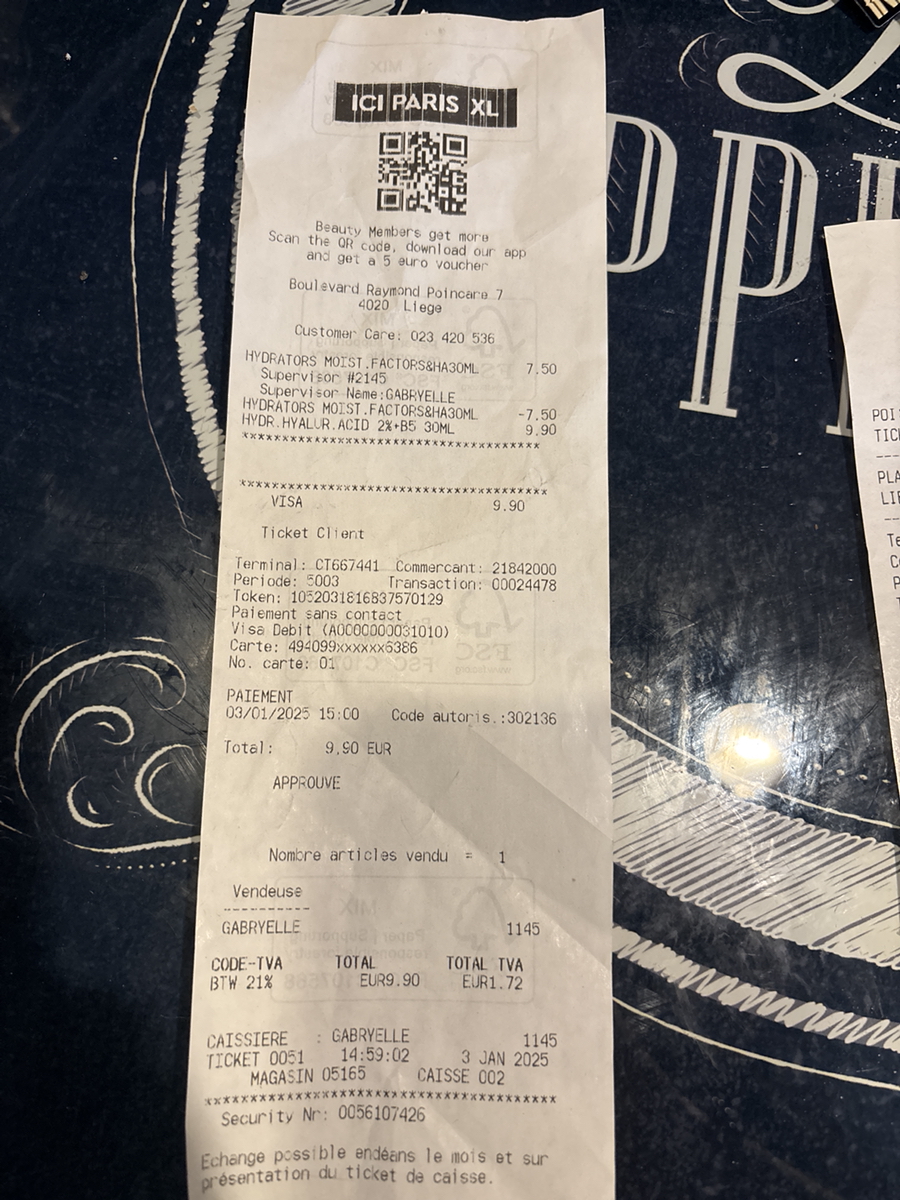 ICI PARIS XL
Beauty Members get more
Scan the QR code, download our app
and get a 5 euro voucher
Boulevard Raymond Poincare 7
4020 Liege
Customer Care: 023 420 536
HYDRATORS MOIST.FACTORS&HA30ML 7.50
Supervisor #2145
Supervisor Name:GABRYELLE
HYDRATORS MOIST.FACTORS&HA30ML -7.50
HYDR.HYALUR.ACID 2%+B5 30ML 9.90
****************************************
****************************************
VISA 9.90
Ticket Client
Terminal: CT667441 Commercant: 21842000
Periode: 5003 Transaction: 00024478
Token: 1052031816837570129
Paiement sans contact
Visa Debit (A0000000031010)
Carte: 494099xxxxxx6386
No. carte: 01
PAIEMENT
03/01/2025 15:00 Code autoris.:302136
Total: 9.90 EUR
APPROUVE
Nombre articles vendu = 1
Vendeuse
----------
GABRYELLE 1145
CODE-TVA TOTAL TOTAL TVA
BTW 21% EUR9.90 EUR1.72
CAISSIERE : GABRYELLE 1145
TICKET 0051 14:59:02 3 JAN 2025
MAGASIN 05165 CAISSE 002
****************************************
Security Nr: 0056107426
Echange possible endéans le mois et sur
présentation du ticket de caisse.